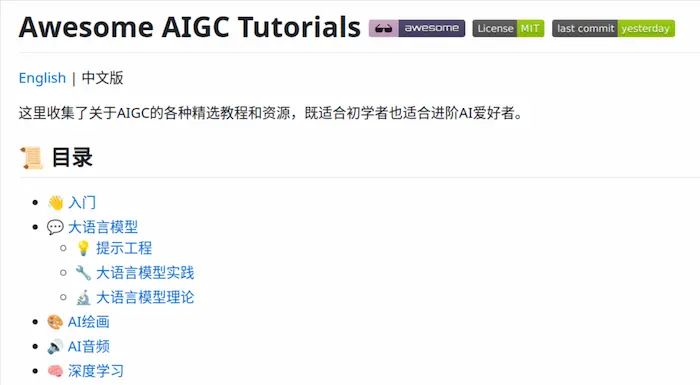 Awesome AIGC Tutorials awesome License MIT last commit yesterday
English | 中文版
这里收集了关于AIGC的各种精选教程和资源，既适合初学者也适合进阶AI爱好者。
📜 目录
👋 入门
💬 大语言模型
💡 提示工程
🔧 大语言模型实践
🔬 大语言模型理论
🎨 AI绘画
🔊 AI音频
🧠 深度学习